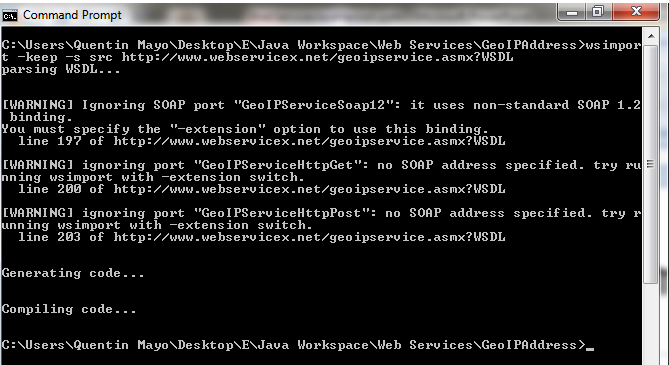 Command Prompt
C:\Users\Quentin Mayo\Desktop\E\Java Workspace\Web Services\GeoIPAddress>wsimpor
t -keep -s src http://www.webservicex.net/geoipservice.asmx?WSDL
parsing WSDL...
[WARNING] Ignoring SOAP port "GeoIPServiceSoap12": it uses non-standard SOAP 1.2
 binding.
You must specify the "-extension" option to use this binding.
  line 197 of http://www.webservicex.net/geoipservice.asmx?WSDL
[WARNING] ignoring port "GeoIPServiceHttpGet": no SOAP address specified. try ru
nning wsimport with -extension switch.
  line 200 of http://www.webservicex.net/geoipservice.asmx?WSDL
[WARNING] ignoring port "GeoIPServiceHttpPost": no SOAP address specified. try r
unning wsimport with -extension switch.
  line 203 of http://www.webservicex.net/geoipservice.asmx?WSDL
Generating code...
Compiling code...
C:\Users\Quentin Mayo\Desktop\E\Java Workspace\Web Services\GeoIPAddress>_